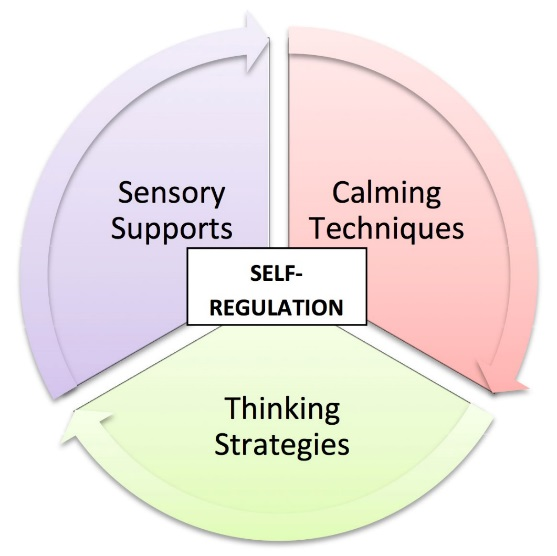 Sensory
Supports
Calming
Techniques
SELF-
REGULATION
Thinking
Strategies